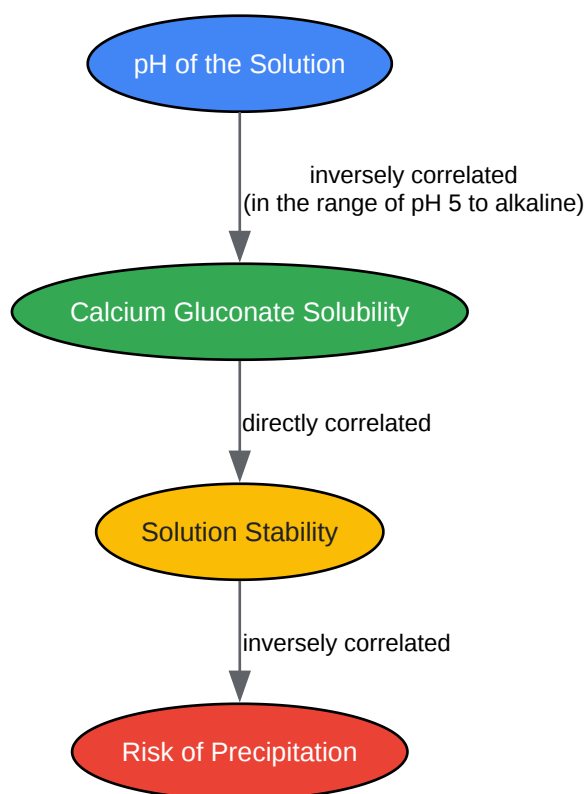 pH of the Solution
inversely correlated
(in the range of pH 5 to alkaline)
Calcium Gluconate Solubility
directly correlated
Solution Stability
inversely correlated
Risk of Precipitation